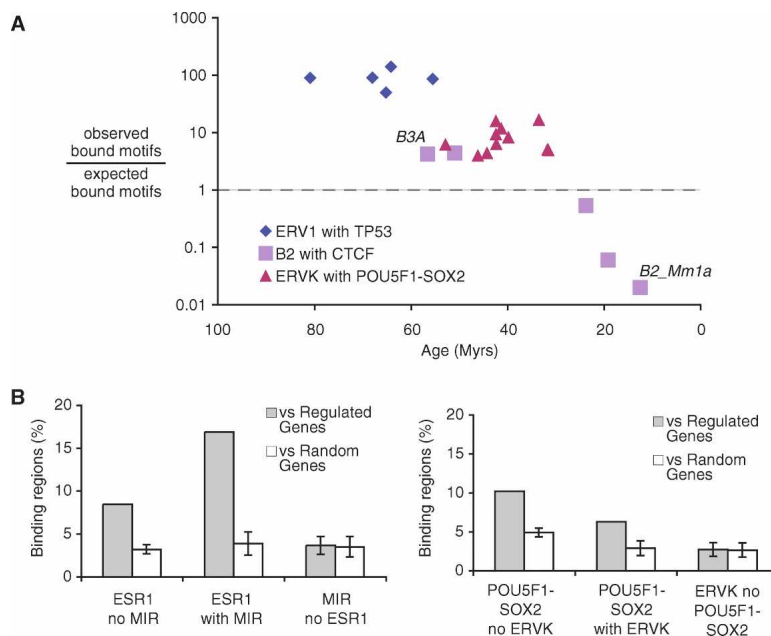 A
1000
100
10
1
0.1
0.01
observed
bound motifs
expected
bound motifs
B3A
B2_Mm1a
ERV1 with TP53
B2 with CTCF
ERVK with POU5F1-SOX2
100
80
60
40
20
0
Age (Myrs)
B
Binding regions (%)
20
15
10
5
0
vs Regulated
Genes
vs Random
Genes
ESR1
no MIR
ESR1
with MIR
MIR
no ESR1
Binding regions (%)
20
15
10
5
0
vs Regulated
Genes
vs Random
Genes
POU5F1-
SOX2
no ERVK
POU5F1-
SOX2
with ERVK
ERVK no
POU5F1-
SOX2